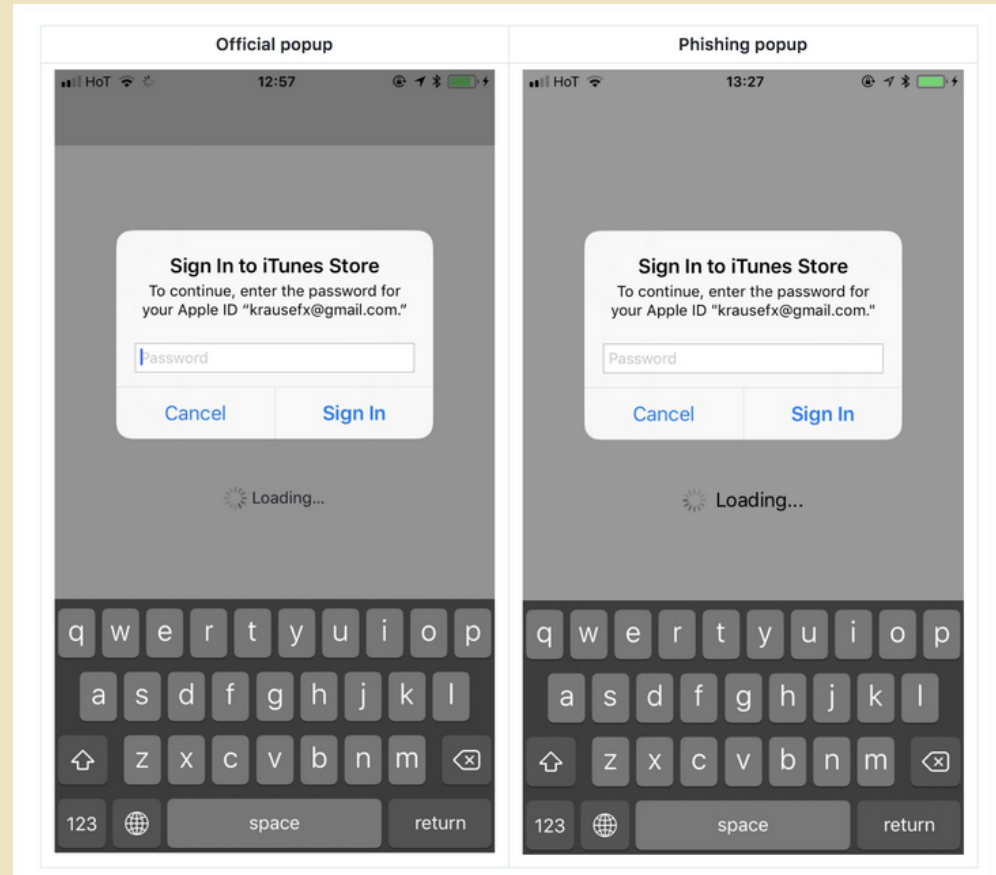 Official popup
Phishing popup
HoT 12:57
Sign In to iTunes Store
To continue, enter the password for
your Apple ID “krausefx@gmail.com.”
Password
Cancel Sign In
Loading...
q w e r t y u i o p
a s d f g h j k l
z x c v b n m
123 space return
HoT 13:27
Sign In to iTunes Store
To continue, enter the password for
your Apple ID "krausefx@gmail.com."
Password
Cancel Sign In
Loading...
q w e r t y u i o p
a s d f g h j k l
z x c v b n m
123 space return